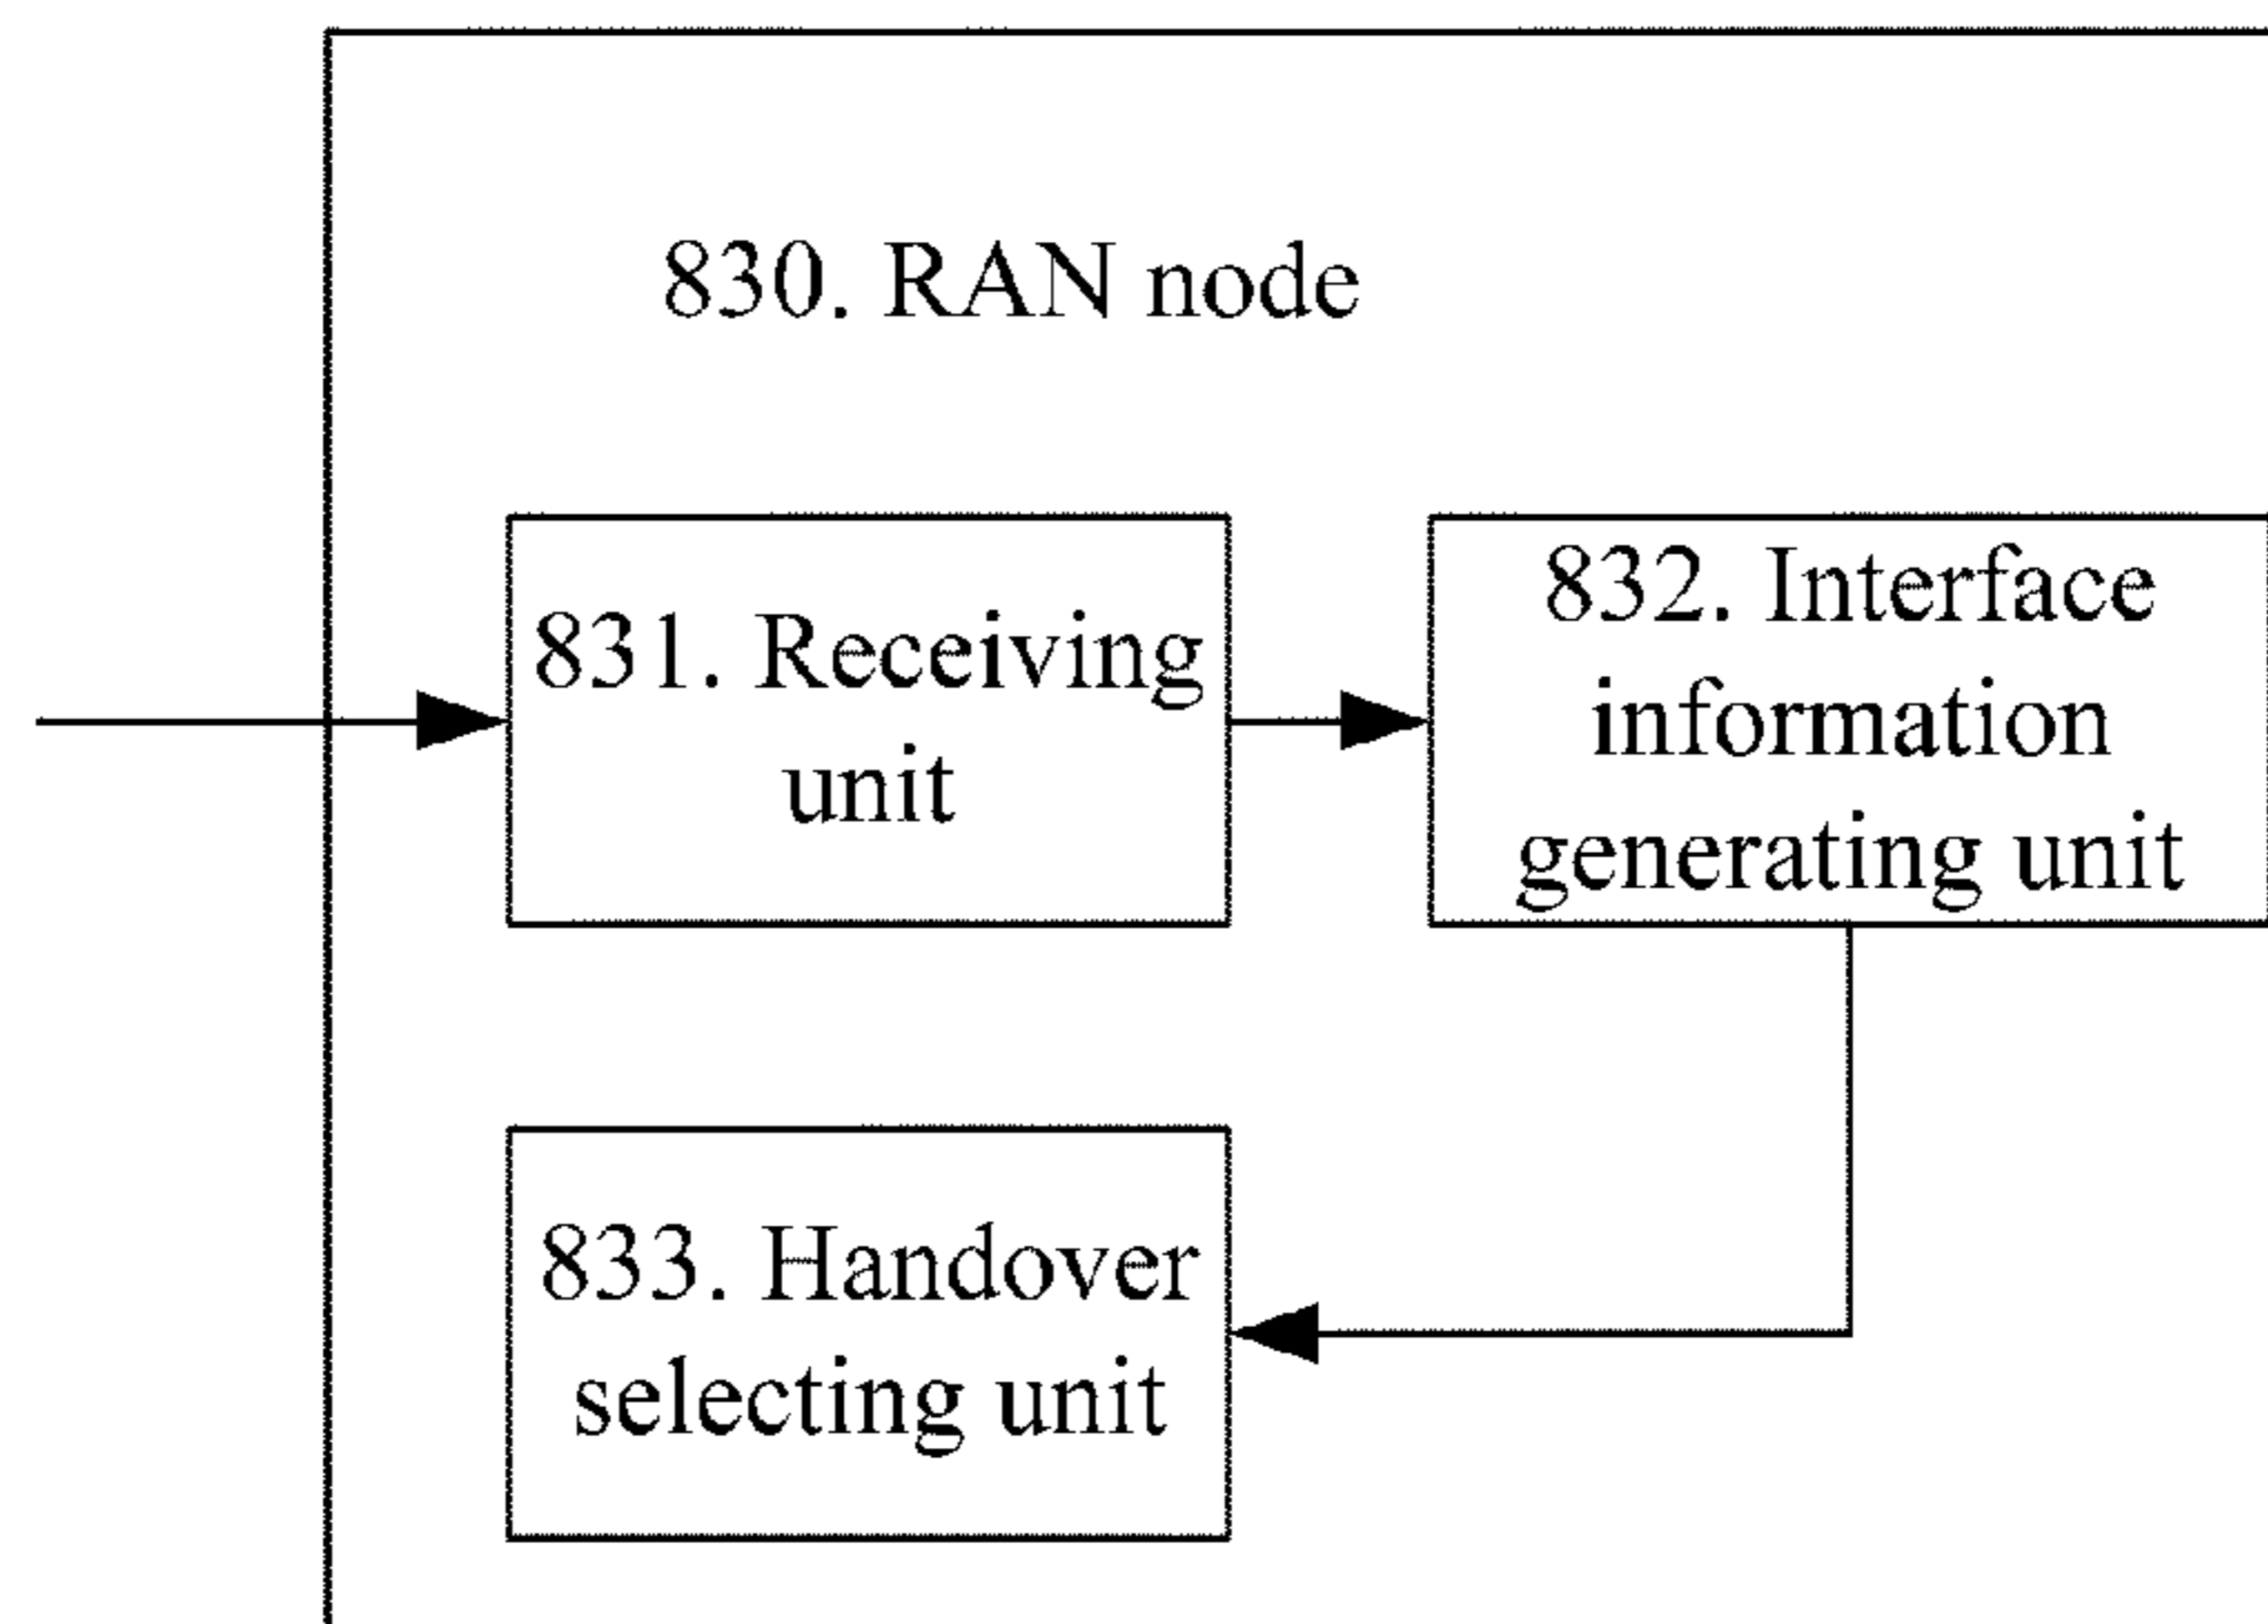 830. RAN node
831. Receiving
unit
832. Interface
information
generating unit
833. Handover
selecting unit